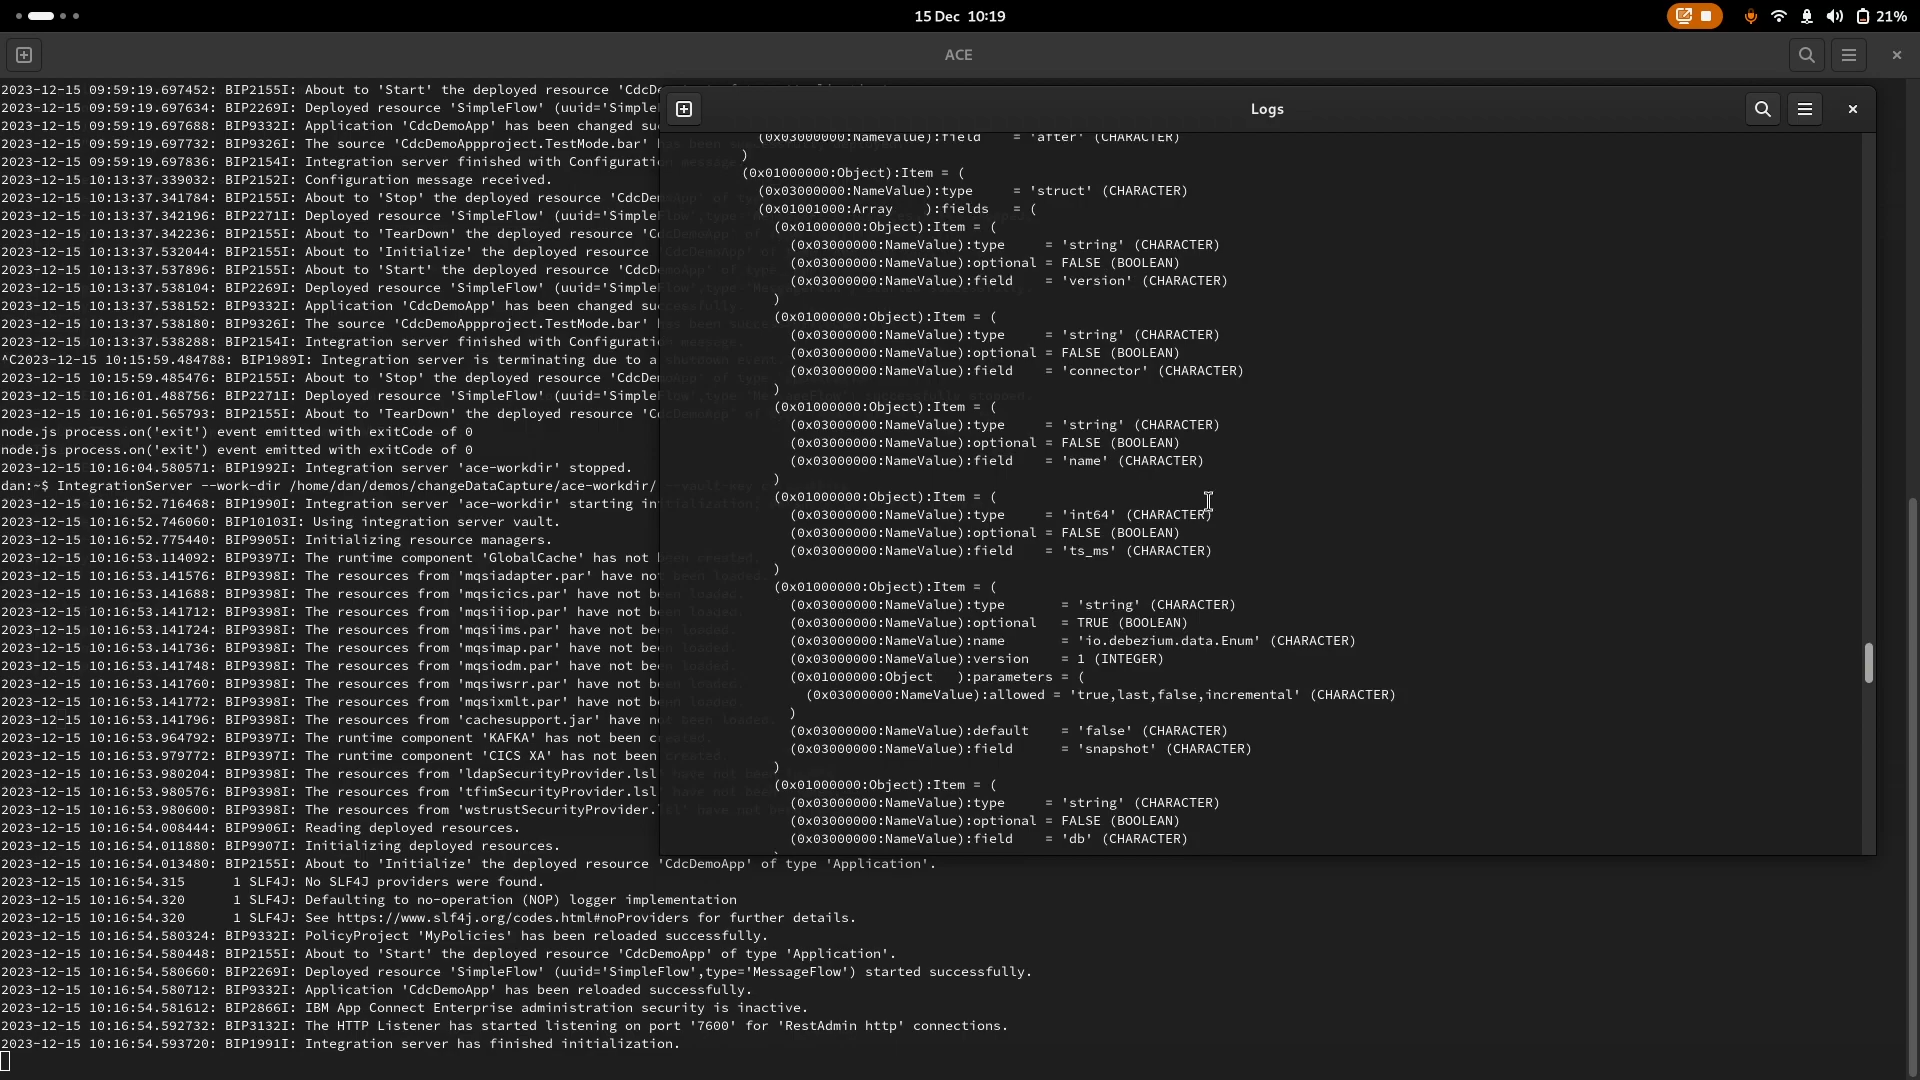 15 Dec 10:19
21%
ACE
2023-12-15 09:59:19.697452: BIP2155I: About to 'Start' the deployed resource 'CdcD
2023-12-15 09:59:19.697634: BIP2269I: Deployed resource 'SimpleFlow' (uuid='Simple
2023-12-15 09:59:19.697688: BIP9332I: Application 'CdcDemoApp' has been changed su
2023-12-15 09:59:19.697732: BIP9326I: The source 'CdcDemoAppproject.TestMode.bar'
2023-12-15 09:59:19.697836: BIP2154I: Integration server finished with Configuratio
2023-12-15 10:13:37.339032: BIP2152I: Configuration message received.
2023-12-15 10:13:37.341784: BIP2155I: About to 'Stop' the deployed resource 'CdcDem
2023-12-15 10:13:37.342196: BIP2271I: Deployed resource 'SimpleFlow' (uuid='Simple
2023-12-15 10:13:37.342236: BIP2155I: About to 'TearDown' the deployed resource 'C
2023-12-15 10:13:37.532044: BIP2155I: About to 'Initialize' the deployed resource
2023-12-15 10:13:37.537896: BIP2155I: About to 'Start' the deployed resource 'CdcD
2023-12-15 10:13:37.538104: BIP2269I: Deployed resource 'SimpleFlow' (uuid='Simple
2023-12-15 10:13:37.538152: BIP9332I: Application 'CdcDemoApp' has been changed successfully
2023-12-15 10:13:37.538180: BIP9326I: The source 'CdcDemoAppproject.TestMode.bar'
2023-12-15 10:13:37.538288: BIP2154I: Integration server finished with Configuratio
^C2023-12-15 10:15:59.484788: BIP1989I: Integration server is terminating due to a shutdown event.
2023-12-15 10:15:59.485476: BIP2155I: About to 'Stop' the deployed resource 'CdcDem
2023-12-15 10:16:01.488756: BIP2271I: Deployed resource 'SimpleFlow' (uuid='Simple
2023-12-15 10:16:01.565793: BIP2155I: About to 'TearDown' the deployed resource 'C
node.js process.on('exit') event emitted with exitCode of 0
node.js process.on('exit') event emitted with exitCode of 0
2023-12-15 10:16:04.580571: BIP1992I: Integration server 'ace-workdir' stopped.
dan:~$ IntegrationServer --work-dir /home/dan/demos/changeDataCapture/ace-workdir/
2023-12-15 10:16:52.716468: BIP1990I: Integration server 'ace-workdir' starting ini
2023-12-15 10:16:52.746060: BIP10103I: Using integration server vault.
2023-12-15 10:16:52.775440: BIP9905I: Initializing resource managers.
2023-12-15 10:16:53.114092: BIP9397I: The runtime component 'GlobalCache' has not been created.
2023-12-15 10:16:53.141576: BIP9398I: The resources from 'mqsiadapter.par' have not been loaded.
2023-12-15 10:16:53.141688: BIP9398I: The resources from 'mqsicics.par' have not been loaded.
2023-12-15 10:16:53.141712: BIP9398I: The resources from 'mqsiiiop.par' have not been loaded.
2023-12-15 10:16:53.141724: BIP9398I: The resources from 'mqsiims.par' have not been loaded.
2023-12-15 10:16:53.141736: BIP9398I: The resources from 'mqsimap.par' have not been loaded.
2023-12-15 10:16:53.141748: BIP9398I: The resources from 'mqsiodm.par' have not been loaded.
2023-12-15 10:16:53.141760: BIP9398I: The resources from 'mqsiwsrr.par' have not been loaded.
2023-12-15 10:16:53.141772: BIP9398I: The resources from 'mqsixmlt.par' have not been loaded.
2023-12-15 10:16:53.141796: BIP9398I: The resources from 'cachesupport.jar' have not been loaded.
2023-12-15 10:16:53.964792: BIP9397I: The runtime component 'KAFKA' has not been created.
2023-12-15 10:16:53.979772: BIP9397I: The runtime component 'CICS XA' has not been created.
2023-12-15 10:16:53.980204: BIP9398I: The resources from 'ldapSecurityProvider.lsl'
2023-12-15 10:16:53.980576: BIP9398I: The resources from 'tfimSecurityProvider.lsl'
2023-12-15 10:16:53.980600: BIP9398I: The resources from 'wstrustSecurityProvider.
2023-12-15 10:16:54.008444: BIP9906I: Reading deployed resources.
2023-12-15 10:16:54.011880: BIP9907I: Initializing deployed resources.
2023-12-15 10:16:54.013480: BIP2155I: About to 'Initialize' the deployed resource 'CdcDemoApp' of type 'Application'.
2023-12-15 10:16:54.315      1 SLF4J: No SLF4J providers were found.
2023-12-15 10:16:54.320      1 SLF4J: Defaulting to no-operation (NOP) logger implementation
2023-12-15 10:16:54.320      1 SLF4J: See https://www.slf4j.org/codes.html#noProviders for further details.
2023-12-15 10:16:54.580324: BIP9332I: PolicyProject 'MyPolicies' has been reloaded successfully.
2023-12-15 10:16:54.580448: BIP2155I: About to 'Start' the deployed resource 'CdcDemoApp' of type 'Application'.
2023-12-15 10:16:54.580660: BIP2269I: Deployed resource 'SimpleFlow' (uuid='SimpleFlow',type='MessageFlow') started successfully.
2023-12-15 10:16:54.580712: BIP9332I: Application 'CdcDemoApp' has been reloaded successfully.
2023-12-15 10:16:54.581612: BIP2866I: IBM App Connect Enterprise administration security is inactive.
2023-12-15 10:16:54.592732: BIP3132I: The HTTP Listener has started listening on port '7600' for 'RestAdmin http' connections.
2023-12-15 10:16:54.593720: BIP1991I: Integration server has finished initialization.
Logs
(0x03000000:NameValue):field    = 'after' (CHARACTER)
)
(0x01000000:Object):Item = (
(0x03000000:NameValue):type     = 'struct' (CHARACTER)
(0x01001000:Array    ):fields   = (
(0x01000000:Object):Item = (
(0x03000000:NameValue):type     = 'string' (CHARACTER)
(0x03000000:NameValue):optional = FALSE (BOOLEAN)
(0x03000000:NameValue):field    = 'version' (CHARACTER)
)
(0x01000000:Object):Item = (
(0x03000000:NameValue):type     = 'string' (CHARACTER)
(0x03000000:NameValue):optional = FALSE (BOOLEAN)
(0x03000000:NameValue):field    = 'connector' (CHARACTER)
)
(0x01000000:Object):Item = (
(0x03000000:NameValue):type     = 'string' (CHARACTER)
(0x03000000:NameValue):optional = FALSE (BOOLEAN)
(0x03000000:NameValue):field    = 'name' (CHARACTER)
)
(0x01000000:Object):Item = (
(0x03000000:NameValue):type     = 'int64' (CHARACTER)
(0x03000000:NameValue):optional = FALSE (BOOLEAN)
(0x03000000:NameValue):field    = 'ts_ms' (CHARACTER)
)
(0x01000000:Object):Item = (
(0x03000000:NameValue):type       = 'string' (CHARACTER)
(0x03000000:NameValue):optional   = TRUE (BOOLEAN)
(0x03000000:NameValue):name       = 'io.debezium.data.Enum' (CHARACTER)
(0x03000000:NameValue):version    = 1 (INTEGER)
(0x01000000:Object   ):parameters = (
(0x03000000:NameValue):allowed = 'true,last,false,incremental' (CHARACTER)
)
(0x03000000:NameValue):default    = 'false' (CHARACTER)
(0x03000000:NameValue):field      = 'snapshot' (CHARACTER)
)
(0x01000000:Object):Item = (
(0x03000000:NameValue):type     = 'string' (CHARACTER)
(0x03000000:NameValue):optional = FALSE (BOOLEAN)
(0x03000000:NameValue):field    = 'db' (CHARACTER)